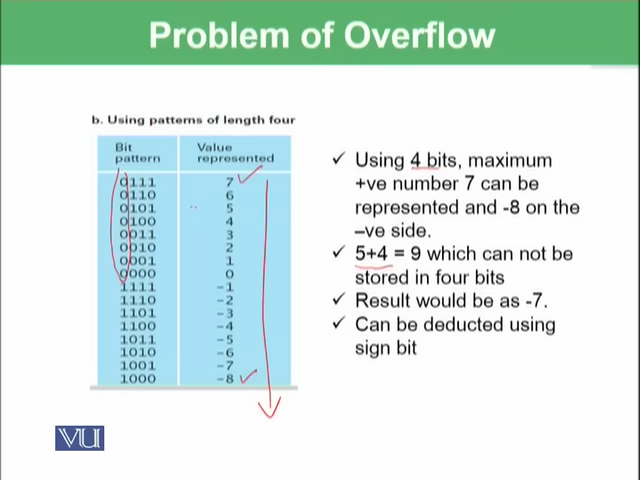 Problem of Overflow
b. Using patterns of length four
Bit pattern Value represented
0111 7
0110 6
0101 5
0100 4
0011 3
0010 2
0001 1
0000 0
1111 −1
1110 −2
1101 −3
1100 −4
1011 −5
1010 −6
1001 −7
1000 −8
✓ Using 4 bits, maximum
+ve number 7 can be
represented and -8 on the
–ve side.
✓ 5+4 = 9 which can not be
stored in four bits
✓ Result would be as -7.
✓ Can be deducted using
sign bit
VU